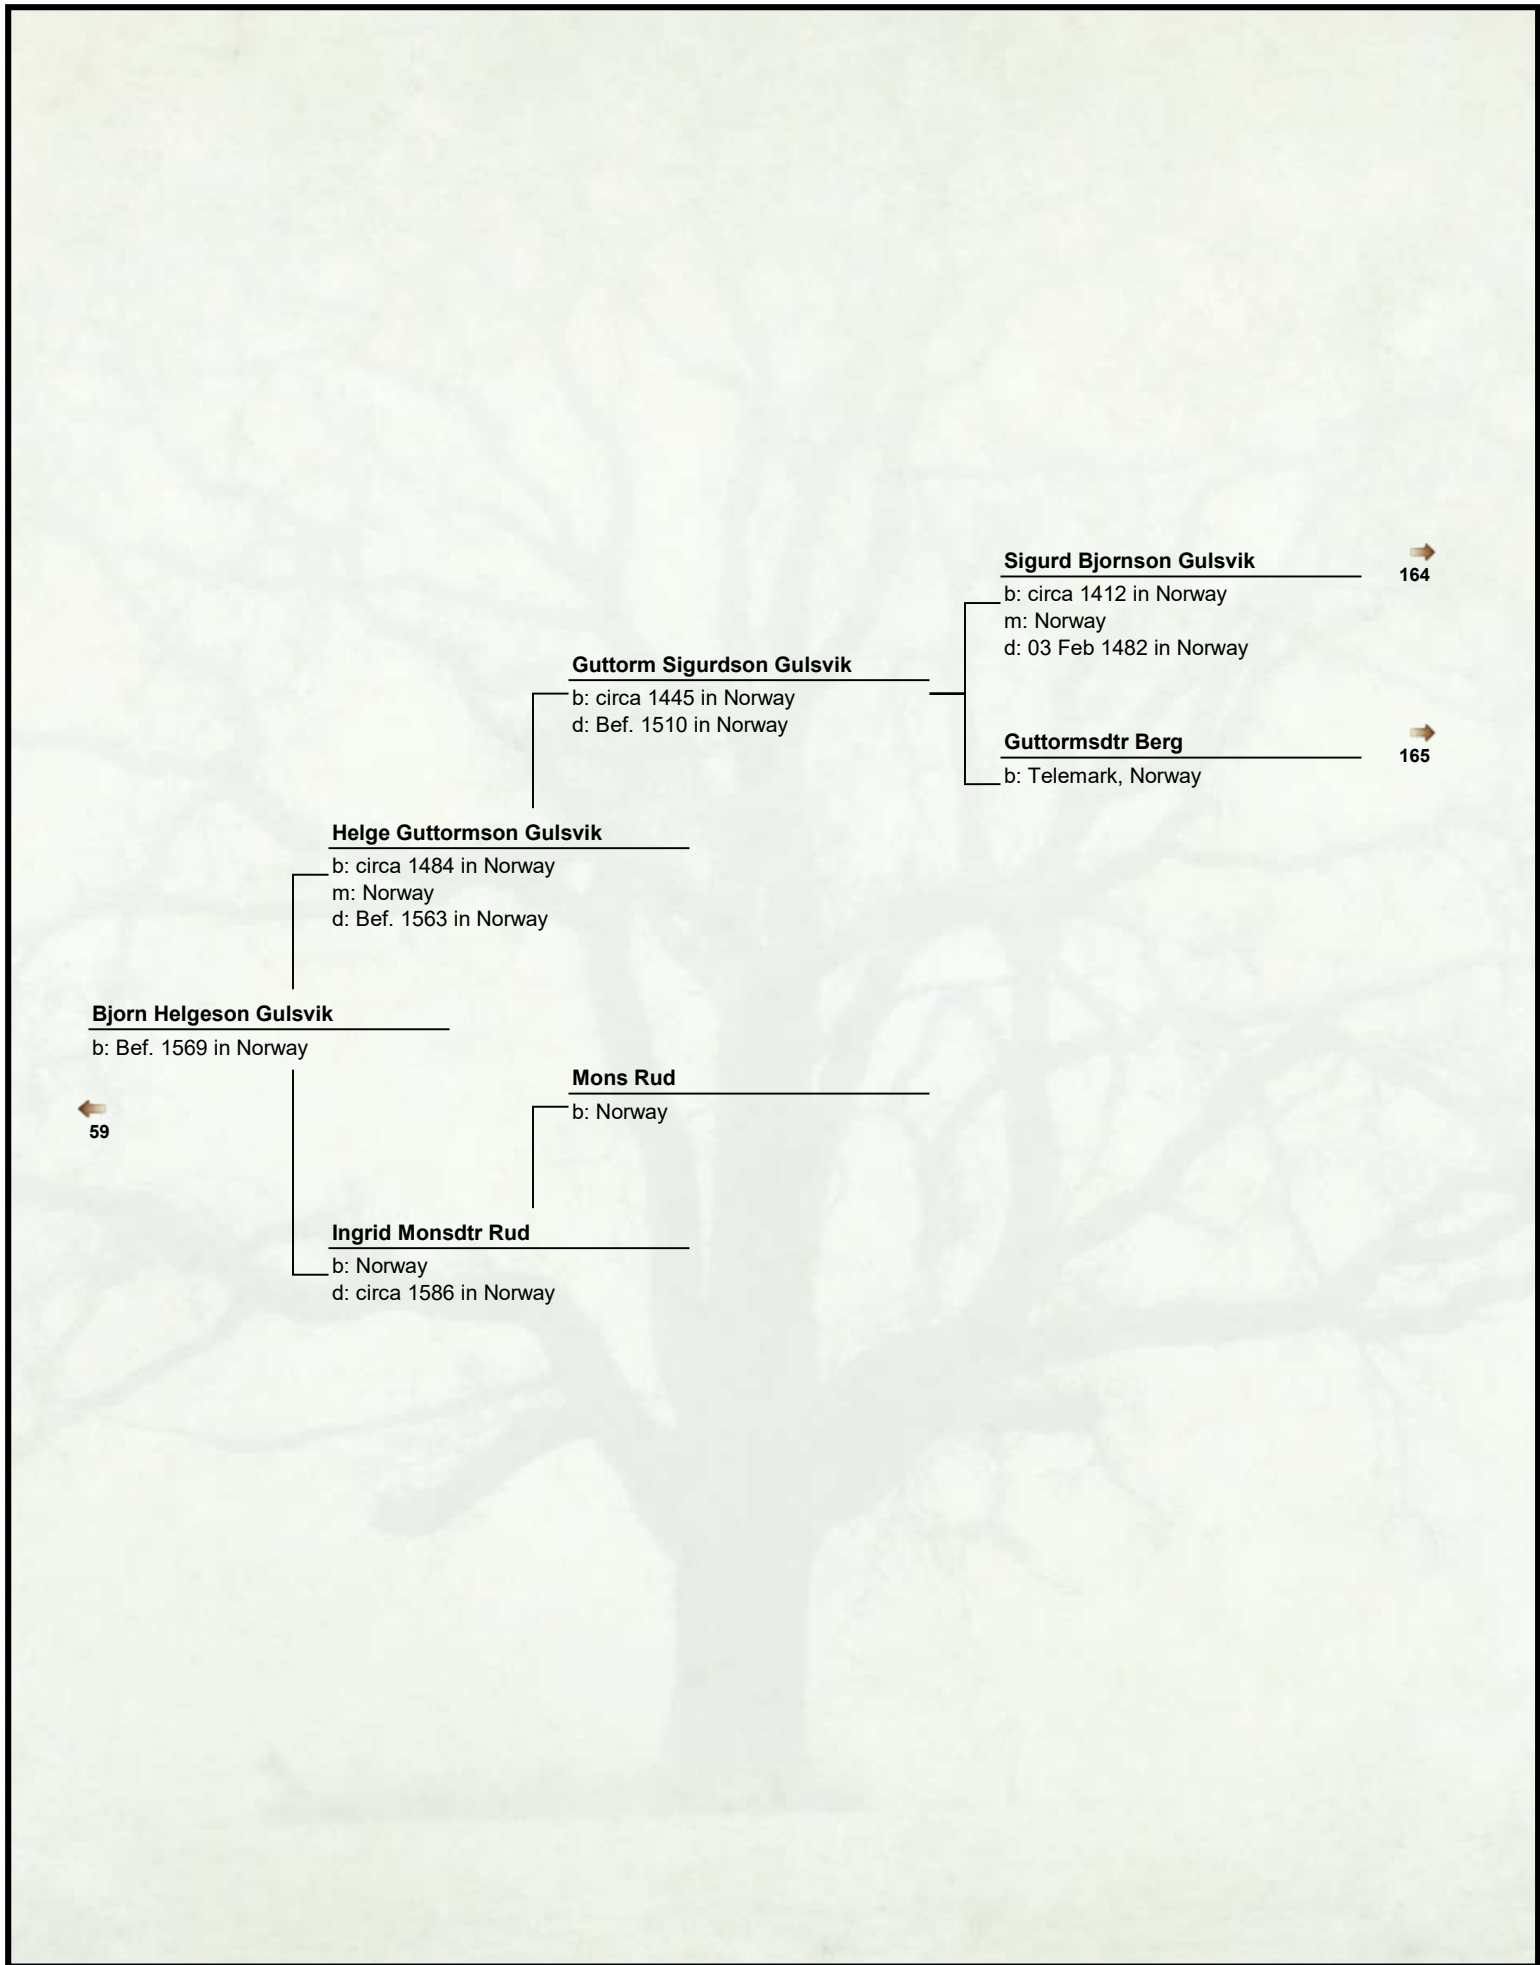 Sigurd Bjornson Gulsvik
164
b: circa 1412 in Norway
m: Norway
d: 03 Feb 1482 in Norway
Guttorm Sigurdson Gulsvik
b: circa 1445 in Norway
d: Bef. 1510 in Norway
Guttormsdtr Berg
165
b: Telemark, Norway
Helge Guttormson Gulsvik
b: circa 1484 in Norway
m: Norway
d: Bef. 1563 in Norway
Bjorn Helgeson Gulsvik
b: Bef. 1569 in Norway
59
Mons Rud
b: Norway
Ingrid Monsdtr Rud
b: Norway
d: circa 1586 in Norway